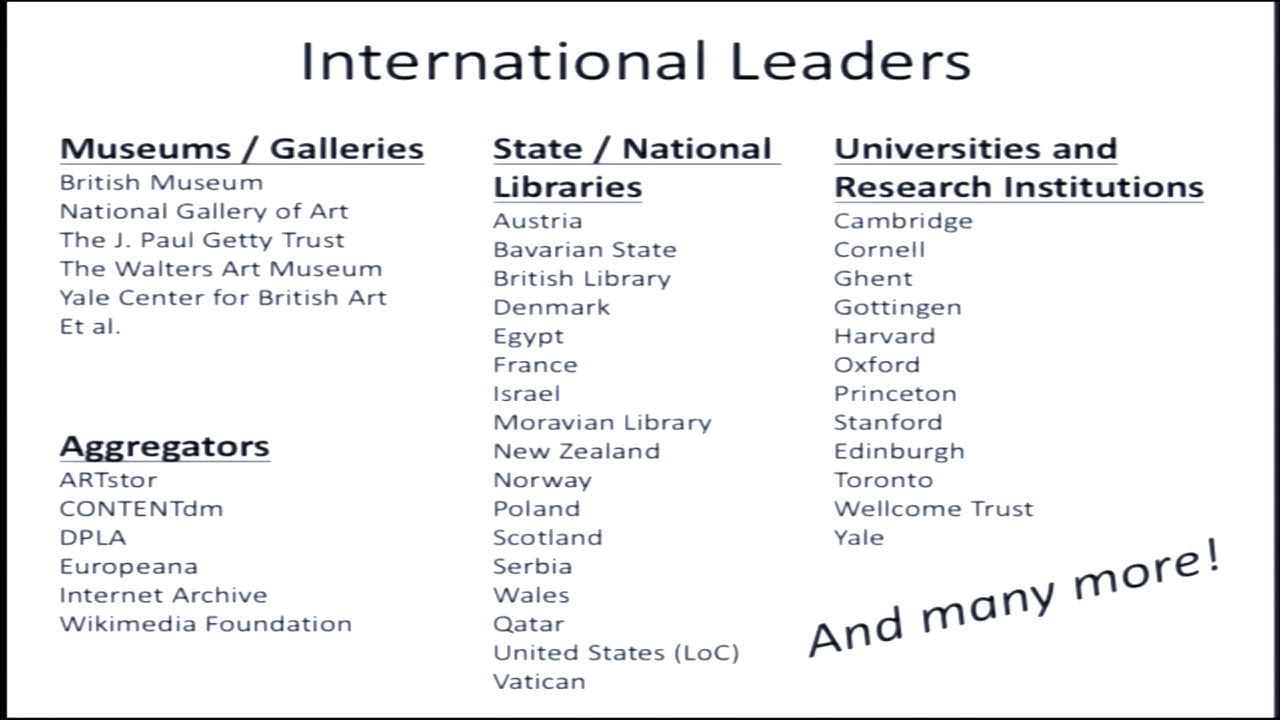 International Leaders
Museums / Galleries
British Museum
National Gallery of Art
The J. Paul Getty Trust
The Walters Art Museum
Yale Center for British Art
Et al.
Aggregators
ARTstor
CONTENTdm
DPLA
Europeana
Internet Archive
Wikimedia Foundation
State / National
Libraries
Austria
Bavarian State
British Library
Denmark
Egypt
France
Israel
Moravian Library
New Zealand
Norway
Poland
Scotland
Serbia
Wales
Qatar
United States (LoC)
Vatican
Universities and
Research Institutions
Cambridge
Cornell
Ghent
Gottingen
Harvard
Oxford
Princeton
Stanford
Edinburgh
Toronto
Wellcome Trust
Yale
And many more!